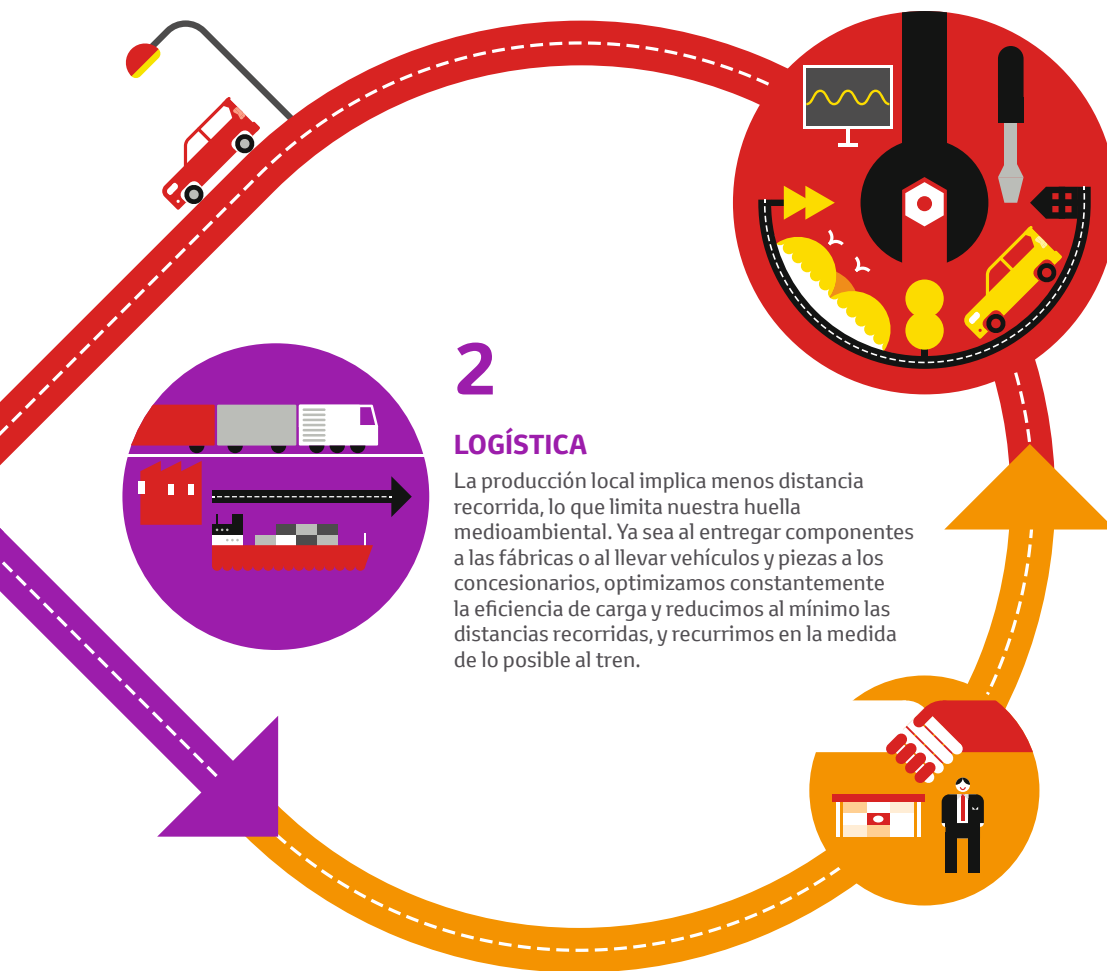 2
LOGÍSTICA
La producción local implica menos distancia
recorrida, lo que limita nuestra huella
medioambiental. Ya sea al entregar componentes
a las fábricas o al llevar vehículos y piezas a los
concesionarios, optimizamos constantemente
la eficiencia de carga y reducimos al mínimo las
distancias recorridas, y recurrimos en la medida
de lo posible al tren.